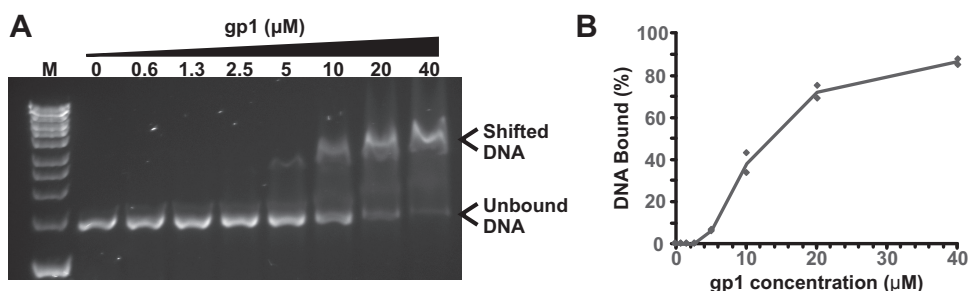 A
gp1 (µM)
M 0 0.6 1.3 2.5 5 10 20 40
Shifted
DNA
Unbound
DNA
B
DNA Bound (%)
100
80
60
40
20
0
0 10 20 30 40
gp1 concentration (µM)